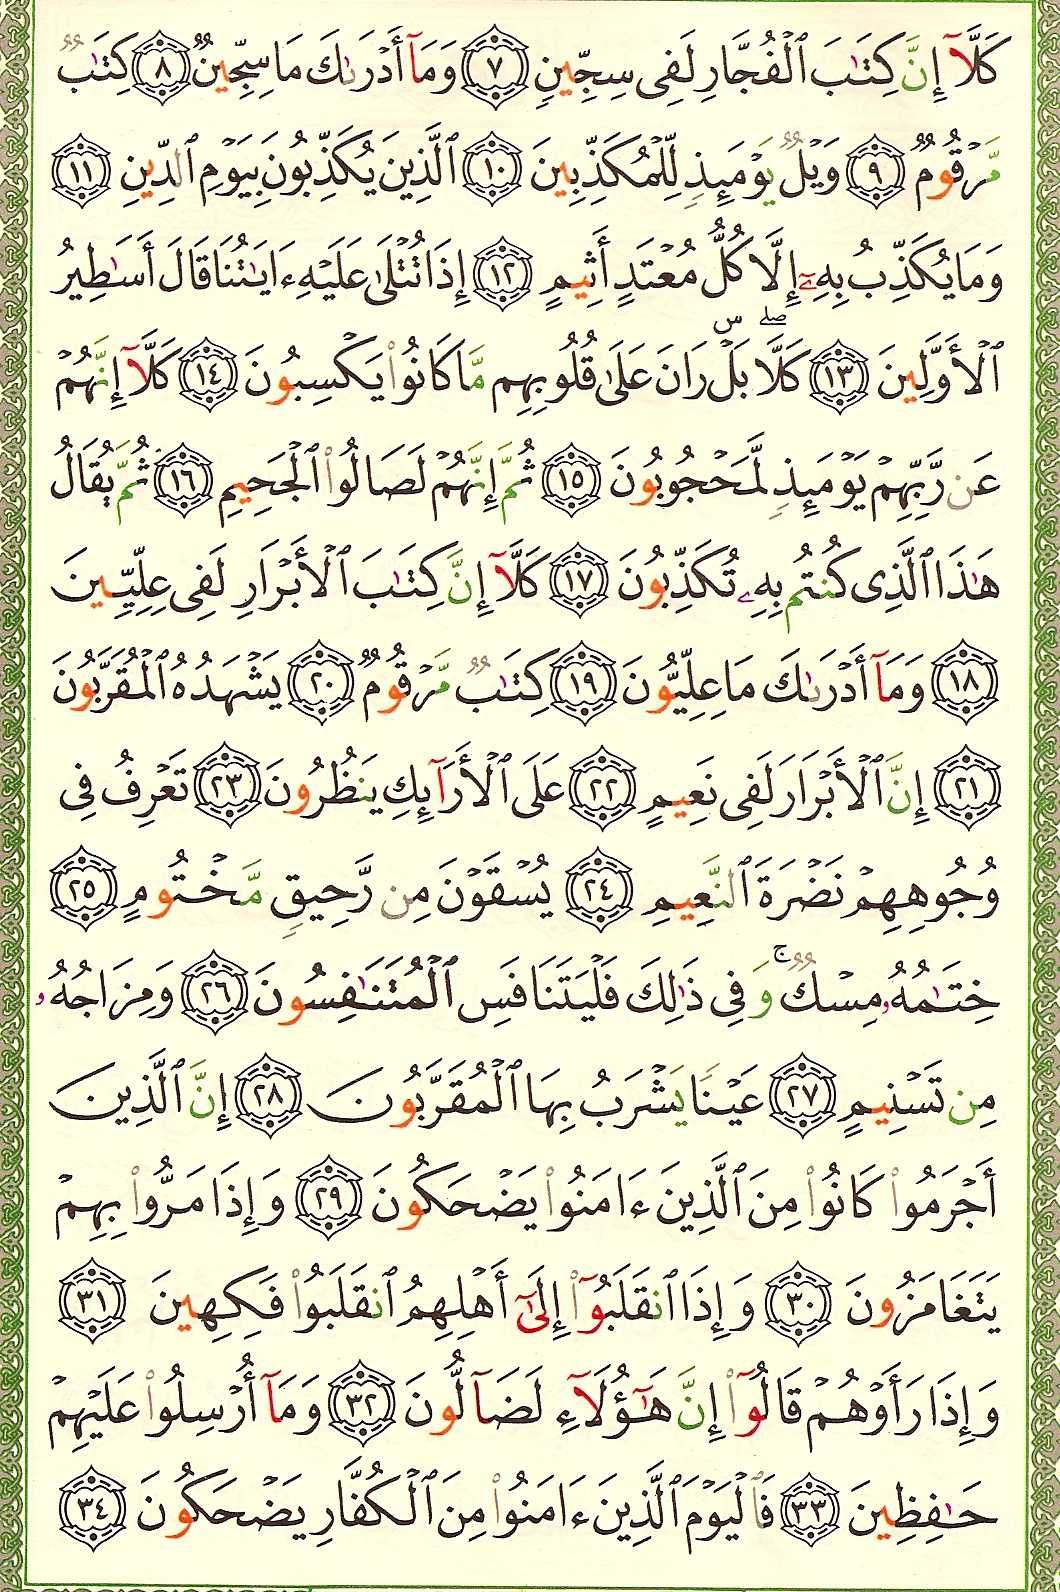 كَلَّآ إِنَّ كِتَٰبَ ٱلۡفُجَّارِ لَفِى سِجِّينٍ ٧ وَمَآ أَدۡرَىٰكَ مَا سِجِّينٌ ٨ كِتَٰبٌ
مَّرۡقُومٌ ٩ وَيۡلٌ يَوۡمَئِذٍ لِّلۡمُكَذِّبِينَ ١٠ ٱلَّذِينَ يُكَذِّبُونَ بِيَوۡمِ ٱلدِّينِ ١١
وَمَا يُكَذِّبُ بِهِۦٓ إِلَّا كُلُّ مُعۡتَدٍ أَثِيمٍ ١٢ إِذَا تُتۡلَىٰ عَلَيۡهِ ءَايَٰتُنَا قَالَ أَسَٰطِيرُ
ٱلۡأَوَّلِينَ ١٣ كَلَّاۖ بَلۡۜ رَانَ عَلَىٰ قُلُوبِهِم مَّا كَانُوا۟ يَكۡسِبُونَ ١٤ كَلَّآ إِنَّهُمۡ
عَن رَّبِّهِمۡ يَوۡمَئِذٍ لَّمَحۡجُوبُونَ ١٥ ثُمَّ إِنَّهُمۡ لَصَالُوا۟ ٱلۡجَحِيمِ ١٦ ثُمَّ يُقَالُ
هَٰذَا ٱلَّذِى كُنتُم بِهِۦ تُكَذِّبُونَ ١٧ كَلَّآ إِنَّ كِتَٰبَ ٱلۡأَبۡرَارِ لَفِى عِلِّيِّينَ
١٨ وَمَآ أَدۡرَىٰكَ مَا عِلِّيُّونَ ١٩ كِتَٰبٌ مَّرۡقُومٌ ٢٠ يَشۡهَدُهُ ٱلۡمُقَرَّبُونَ
٢١ إِنَّ ٱلۡأَبۡرَارَ لَفِى نَعِيمٍ ٢٢ عَلَى ٱلۡأَرَآئِكِ يَنظُرُونَ ٢٣ تَعۡرِفُ فِى
وُجُوهِهِمۡ نَضۡرَةَ ٱلنَّعِيمِ ٢٤ يُسۡقَوۡنَ مِن رَّحِيقٍ مَّخۡتُومٍ ٢٥
خِتَٰمُهُۥ مِسۡكٌۚ وَفِى ذَٰلِكَ فَلۡيَتَنَافَسِ ٱلۡمُتَنَٰفِسُونَ ٢٦ وَمِزَاجُهُۥ
مِن تَسۡنِيمٍ ٢٧ عَيۡنًا يَشۡرَبُ بِهَا ٱلۡمُقَرَّبُونَ ٢٨ إِنَّ ٱلَّذِينَ
أَجۡرَمُوا۟ كَانُوا۟ مِنَ ٱلَّذِينَ ءَامَنُوا۟ يَضۡحَكُونَ ٢٩ وَإِذَا مَرُّوا۟ بِهِمۡ
يَتَغَامَزُونَ ٣٠ وَإِذَا ٱنقَلَبُوٓا۟ إِلَىٰٓ أَهۡلِهِمُ ٱنقَلَبُوا۟ فَكِهِينَ ٣١
وَإِذَا رَأَوۡهُمۡ قَالُوٓا۟ إِنَّ هَٰٓؤُلَآءِ لَضَآلُّونَ ٣٢ وَمَآ أُرۡسِلُوا۟ عَلَيۡهِمۡ
حَٰفِظِينَ ٣٣ فَٱلۡيَوۡمَ ٱلَّذِينَ ءَامَنُوا۟ مِنَ ٱلۡكُفَّارِ يَضۡحَكُونَ ٣٤